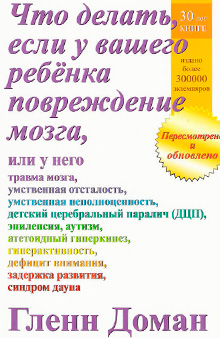 Что делать,
если у вашего
ребёнка
повреждение
мозга,
30 лет
КНИГЕ
издано
более
300000
экземпляров
Пересмотрено
и
обновлено
или у него
травма мозга,
умственная отсталость,
умственная неполноценность,
детский церебральный паралич (ДЦП),
эпилепсия, аутизм,
атетоидный гиперкинез,
гиперактивность,
дефицит внимания,
задержка развития,
синдром дауна
Гленн Доман